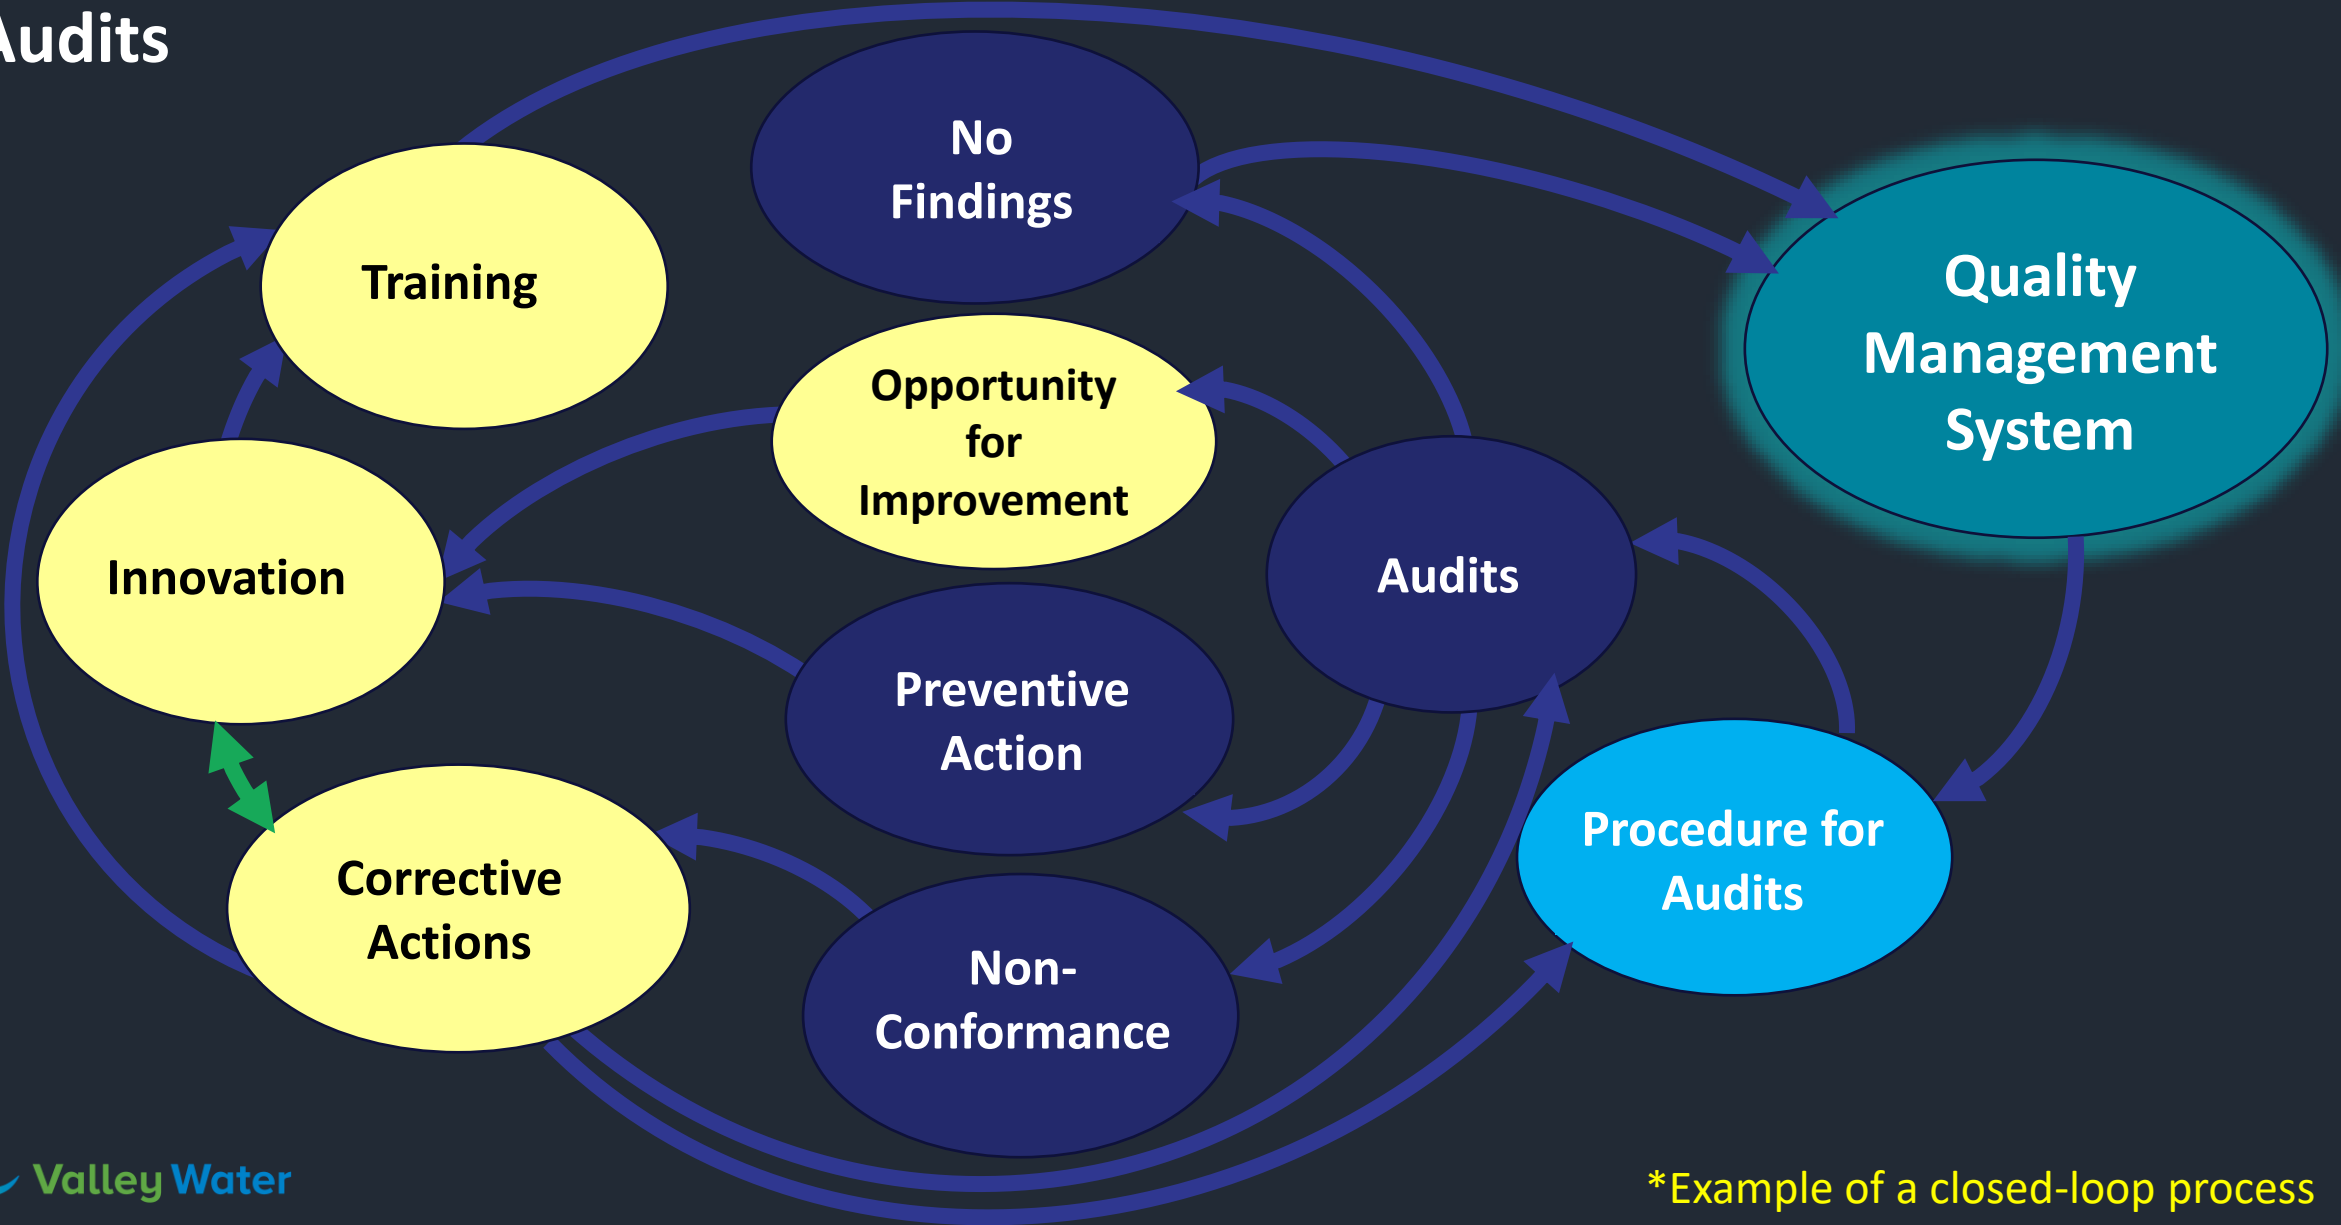 Audits
No
Findings
Training
Quality
Management
System
Opportunity
for
Improvement
Innovation
Audits
Preventive
Action
Procedure for
Audits
Corrective
Actions
Non-
Conformance
Valley Water
*Example of a closed-loop process